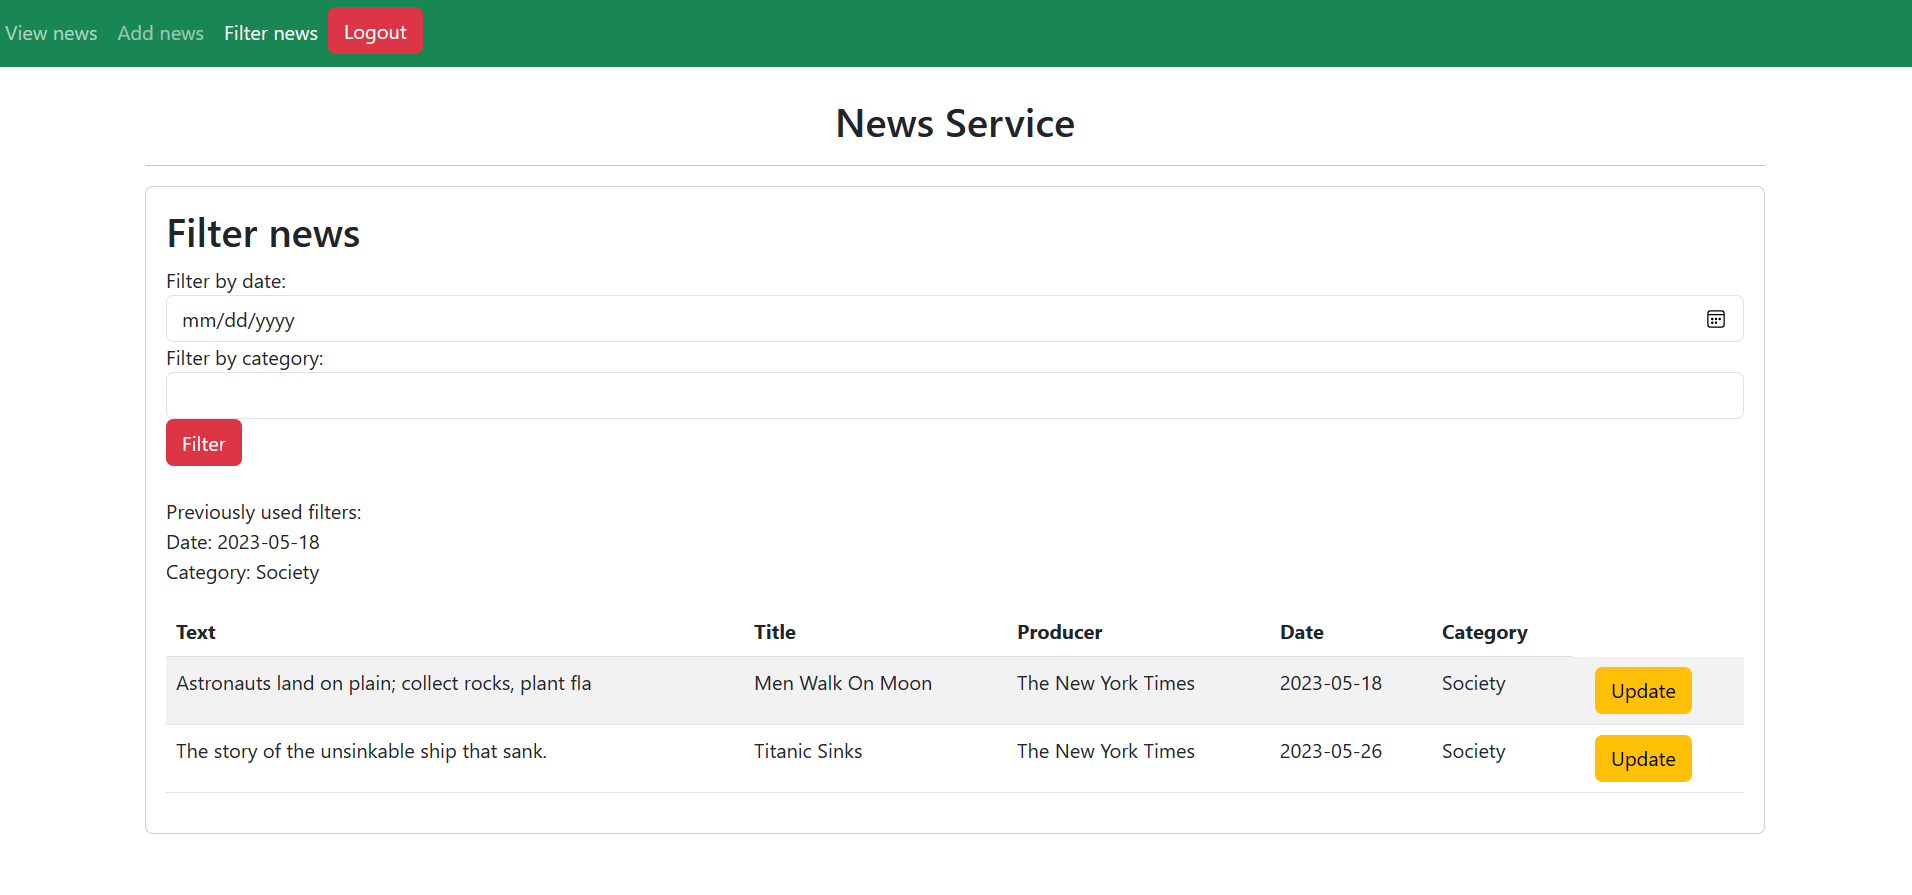 View news Add news Filter news Logout
News Service
Filter news
Filter by date:
mm/dd/yyyy
Filter by category:
Filter
Previously used filters:
Date: 2023-05-18
Category: Society
Text Title Producer Date Category
Astronauts land on plain; collect rocks, plant fla Men Walk On Moon The New York Times 2023-05-18 Society Update
The story of the unsinkable ship that sank. Titanic Sinks The New York Times 2023-05-26 Society Update